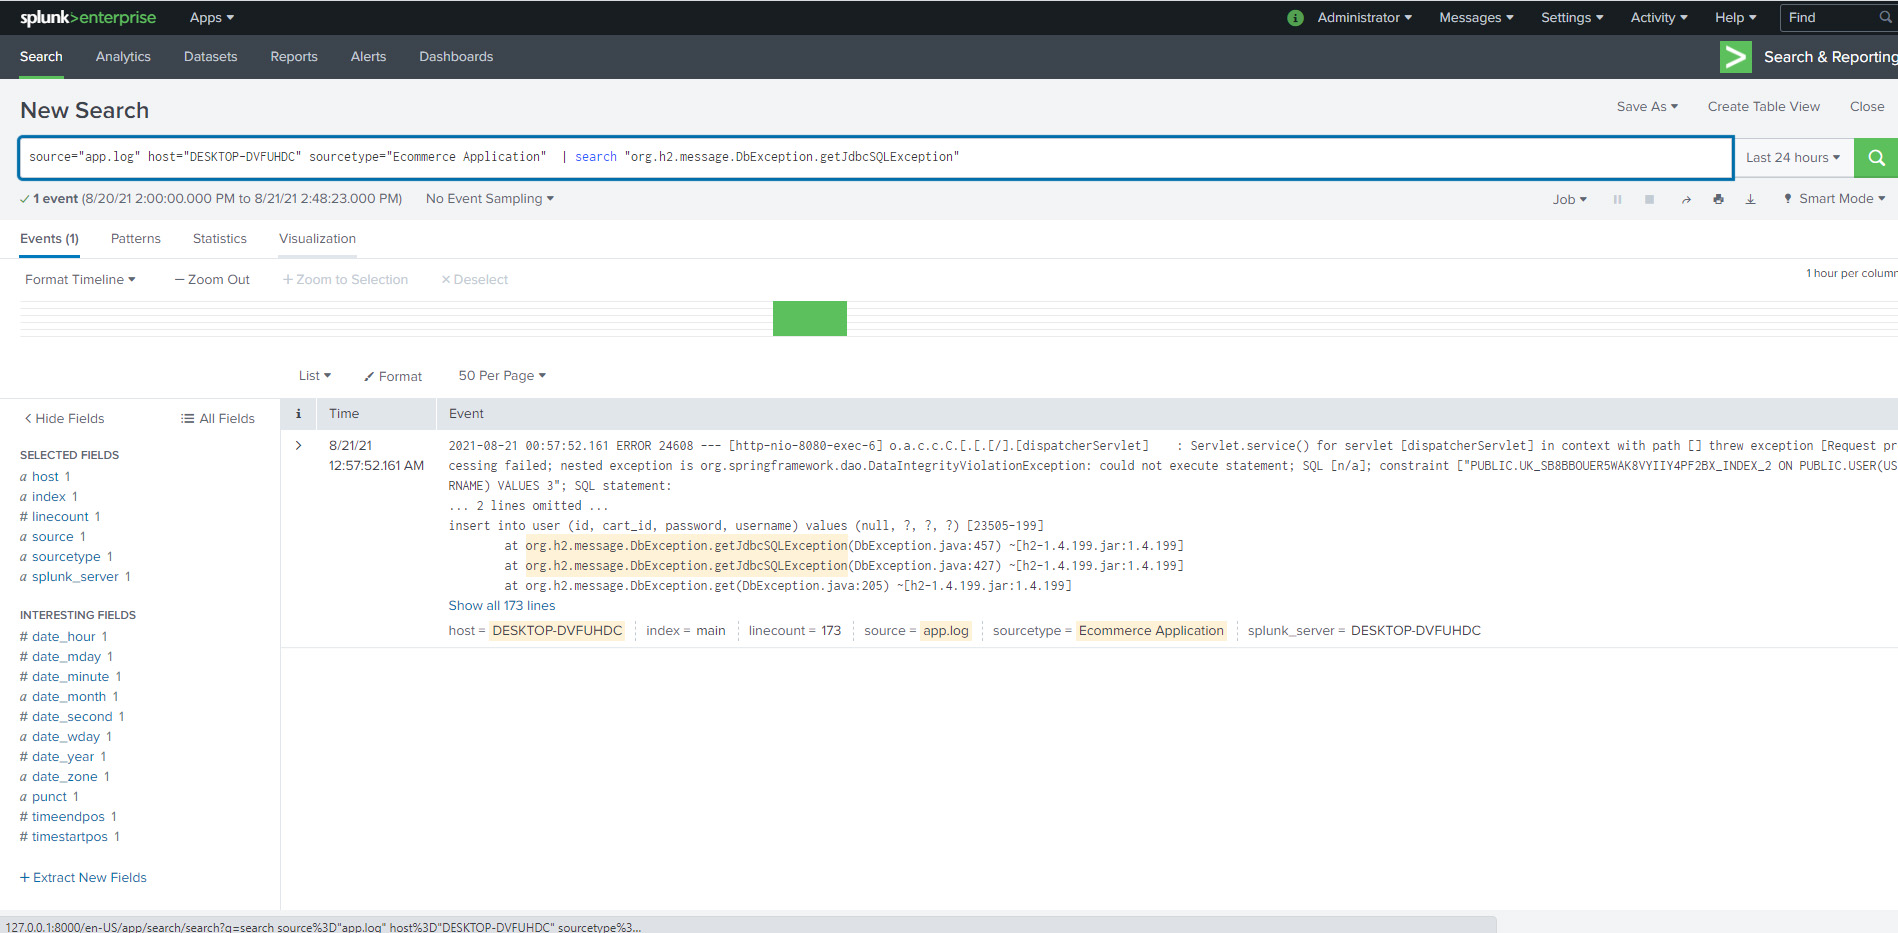 splunk>enterprise Apps Administrator Messages Settings Activity Help Find
Search Analytics Datasets Reports Alerts Dashboards Search & Reporting
New Search Save As Create Table View Close
source="app.log" host="DESKTOP-DVFUHDC" sourcetype="Ecommerce Application" | search "org.h2.message.DbException.getJdbcSQLException" Last 24 hours
1 event (8/20/21 2:00:00.000 PM to 8/21/21 2:48:23.000 PM) No Event Sampling Job Smart Mode
Events (1) Patterns Statistics Visualization
Format Timeline — Zoom Out + Zoom to Selection × Deselect 1 hour per column
List Format 50 Per Page
< Hide Fields All Fields
i Time Event
SELECTED FIELDS
a host 1
a index 1
# linecount 1
a source 1
a sourcetype 1
a splunk_server 1
INTERESTING FIELDS
# date_hour 1
# date_mday 1
# date_minute 1
a date_month 1
# date_second 1
a date_wday 1
# date_year 1
a date_zone 1
a punct 1
# timeendpos 1
# timestartpos 1
+ Extract New Fields
> 8/21/21
12:57:52.161 AM
2021-08-21 00:57:52.161 ERROR 24608 --- [http-nio-8080-exec-6] o.a.c.c.C.[.[.[/].[dispatcherServlet] : Servlet.service() for servlet [dispatcherServlet] in context with path [] threw exception [Request pr
cessing failed; nested exception is org.springframework.dao.DataIntegrityViolationException: could not execute statement; SQL [n/a]; constraint ["PUBLIC.UK_SB8BBOUER5WAK8VYIIY4PF2BX_INDEX_2 ON PUBLIC.USER(US
RNAME) VALUES 3"; SQL statement:
... 2 lines omitted ...
insert into user (id, cart_id, password, username) values (null, ?, ?, ?) [23505-199]
at org.h2.message.DbException.getJdbcSQLException(DbException.java:457) ~[h2-1.4.199.jar:1.4.199]
at org.h2.message.DbException.getJdbcSQLException(DbException.java:427) ~[h2-1.4.199.jar:1.4.199]
at org.h2.message.DbException.get(DbException.java:205) ~[h2-1.4.199.jar:1.4.199]
Show all 173 lines
host = DESKTOP-DVFUHDC index = main linecount = 173 source = app.log sourcetype = Ecommerce Application splunk_server = DESKTOP-DVFUHDC
127.0.0.1:8000/en-US/app/search/search?q=search source%3D"app.log" host%3D"DESKTOP-DVFUHDC" sourcetype%3...